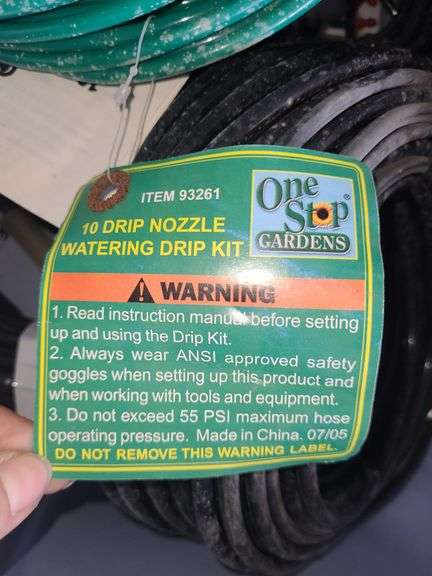 ITEM 93261
10 DRIP NOZZLE
WATERING DRIP KIT
One
Stop®
GARDENS
WARNING
1. Read instruction manual before setting
up and using the Drip Kit.
2. Always wear ANSI approved safety
goggles when setting up this product and
when working with tools and equipment.
3. Do not exceed 55 PSI maximum hose
operating pressure. Made in China. 07/05
DO NOT REMOVE THIS WARNING LABEL.